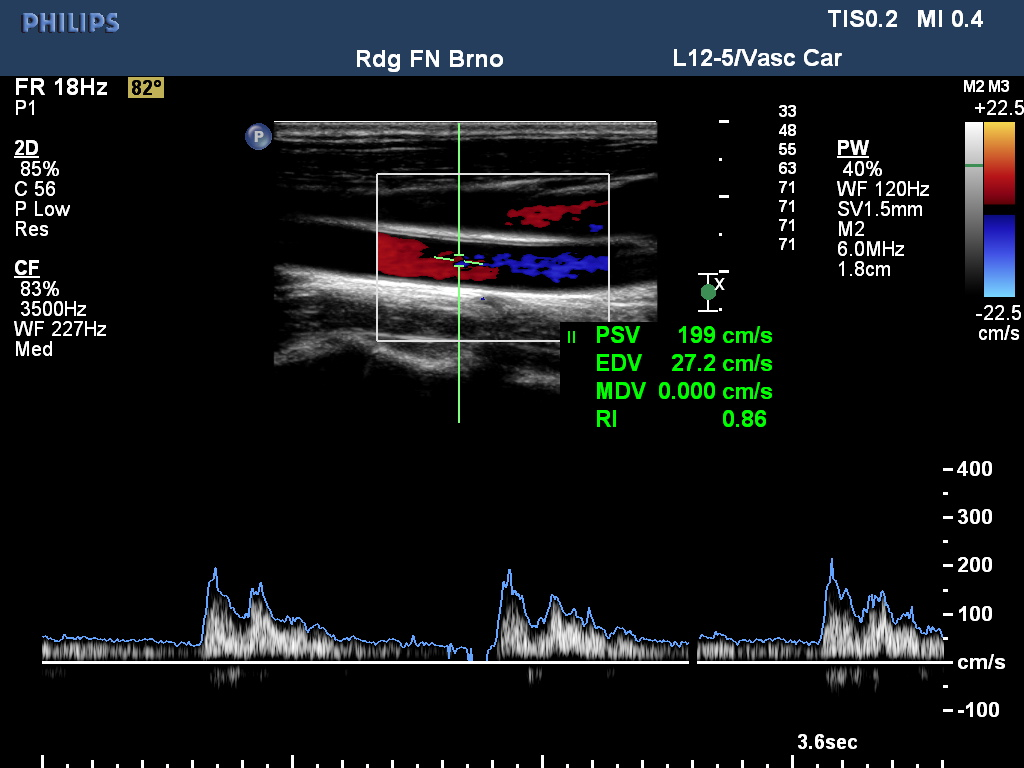 PHILIPS
TIS0.2 MI 0.4
Rdg FN Brno
L12-5/Vasc Car
FR 18Hz 82°
P1
2D
85%
C 56
P Low
Res
CF
83%
3500Hz
WF 227Hz
Med
P
33
48
55
63
71
71
71
71
X
PW
40%
WF 120Hz
SV1.5mm
M2
6.0MHz
1.8cm
M2 M3
+22.5
-22.5
cm/s
II PSV 199 cm/s
EDV 27.2 cm/s
MDV 0.000 cm/s
RI 0.86
400
300
200
100
cm/s
-100
3.6sec